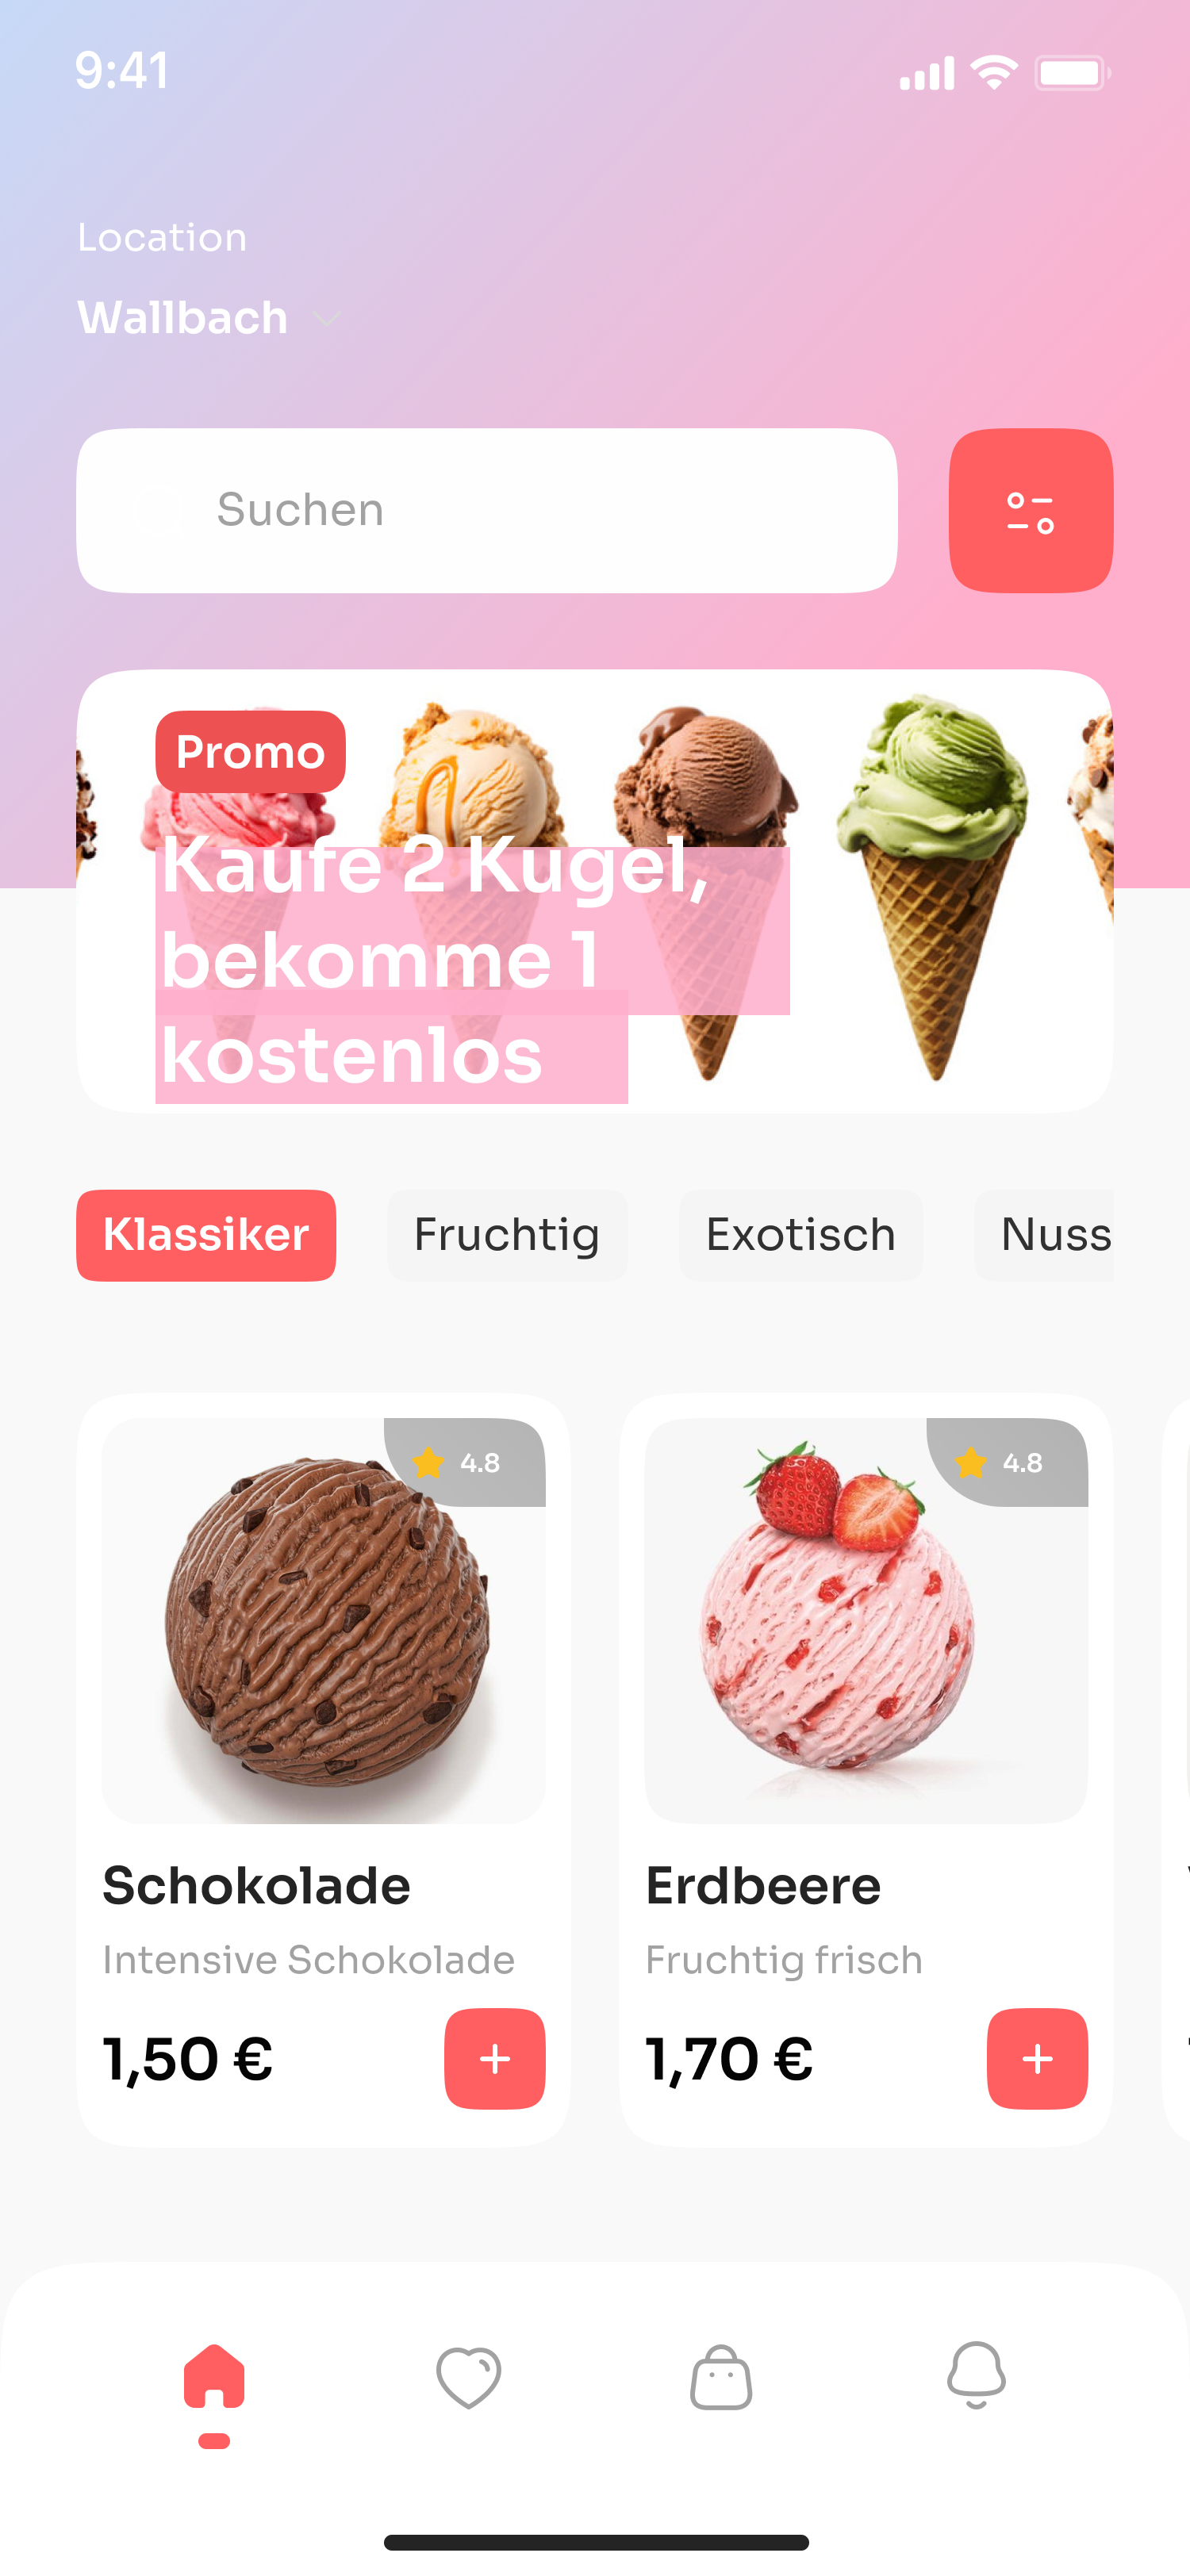 9:41
Location
Wallbach
Suchen
Promo
Kaufe 2 Kugel,
bekomme 1
kostenlos
Klassiker Fruchtig Exotisch Nuss
4.8 4.8
Schokolade Erdbeere
Intensive Schokolade Fruchtig frisch
1,50 € 1,70 €